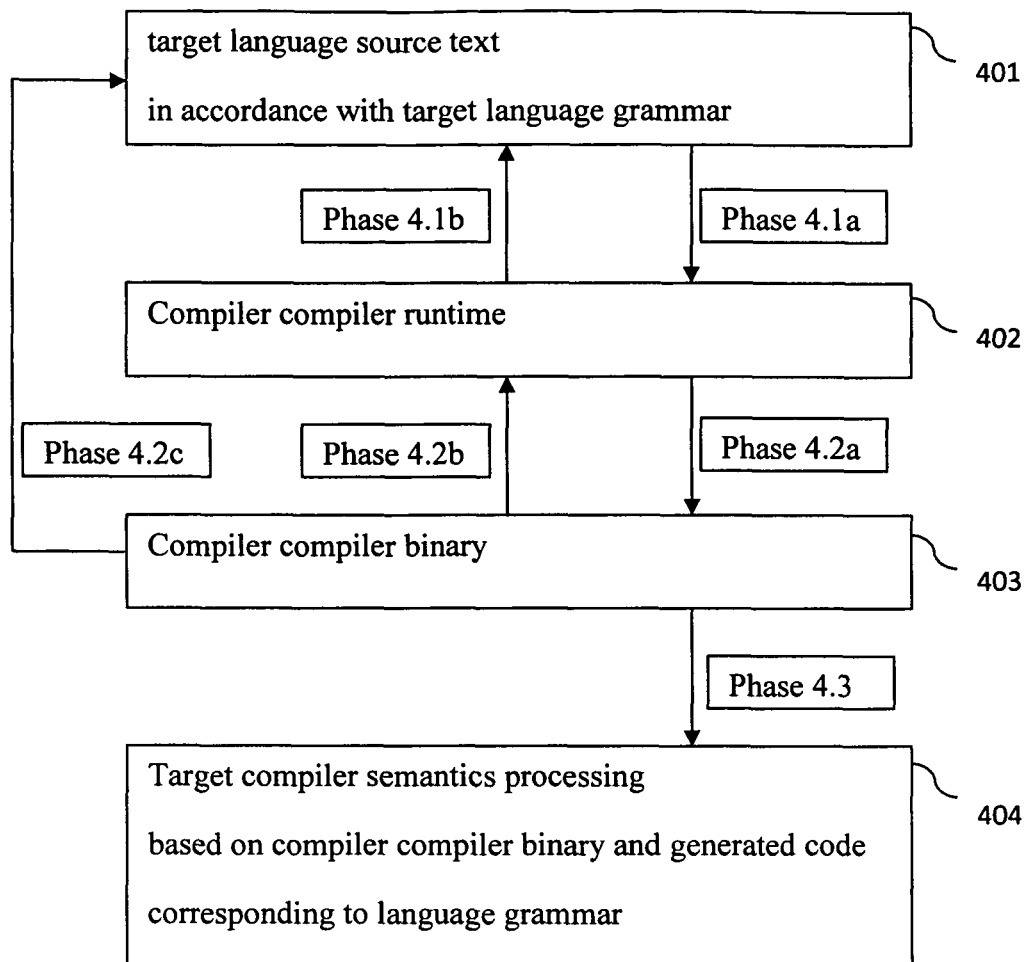 target language source text
in accordance with target language grammar
401
Phase 4.1b
Phase 4.1a
Compiler compiler runtime
402
Phase 4.2c
Phase 4.2b
Phase 4.2a
Compiler compiler binary
403
Phase 4.3
Target compiler semantics processing
based on compiler compiler binary and generated code
corresponding to language grammar
404